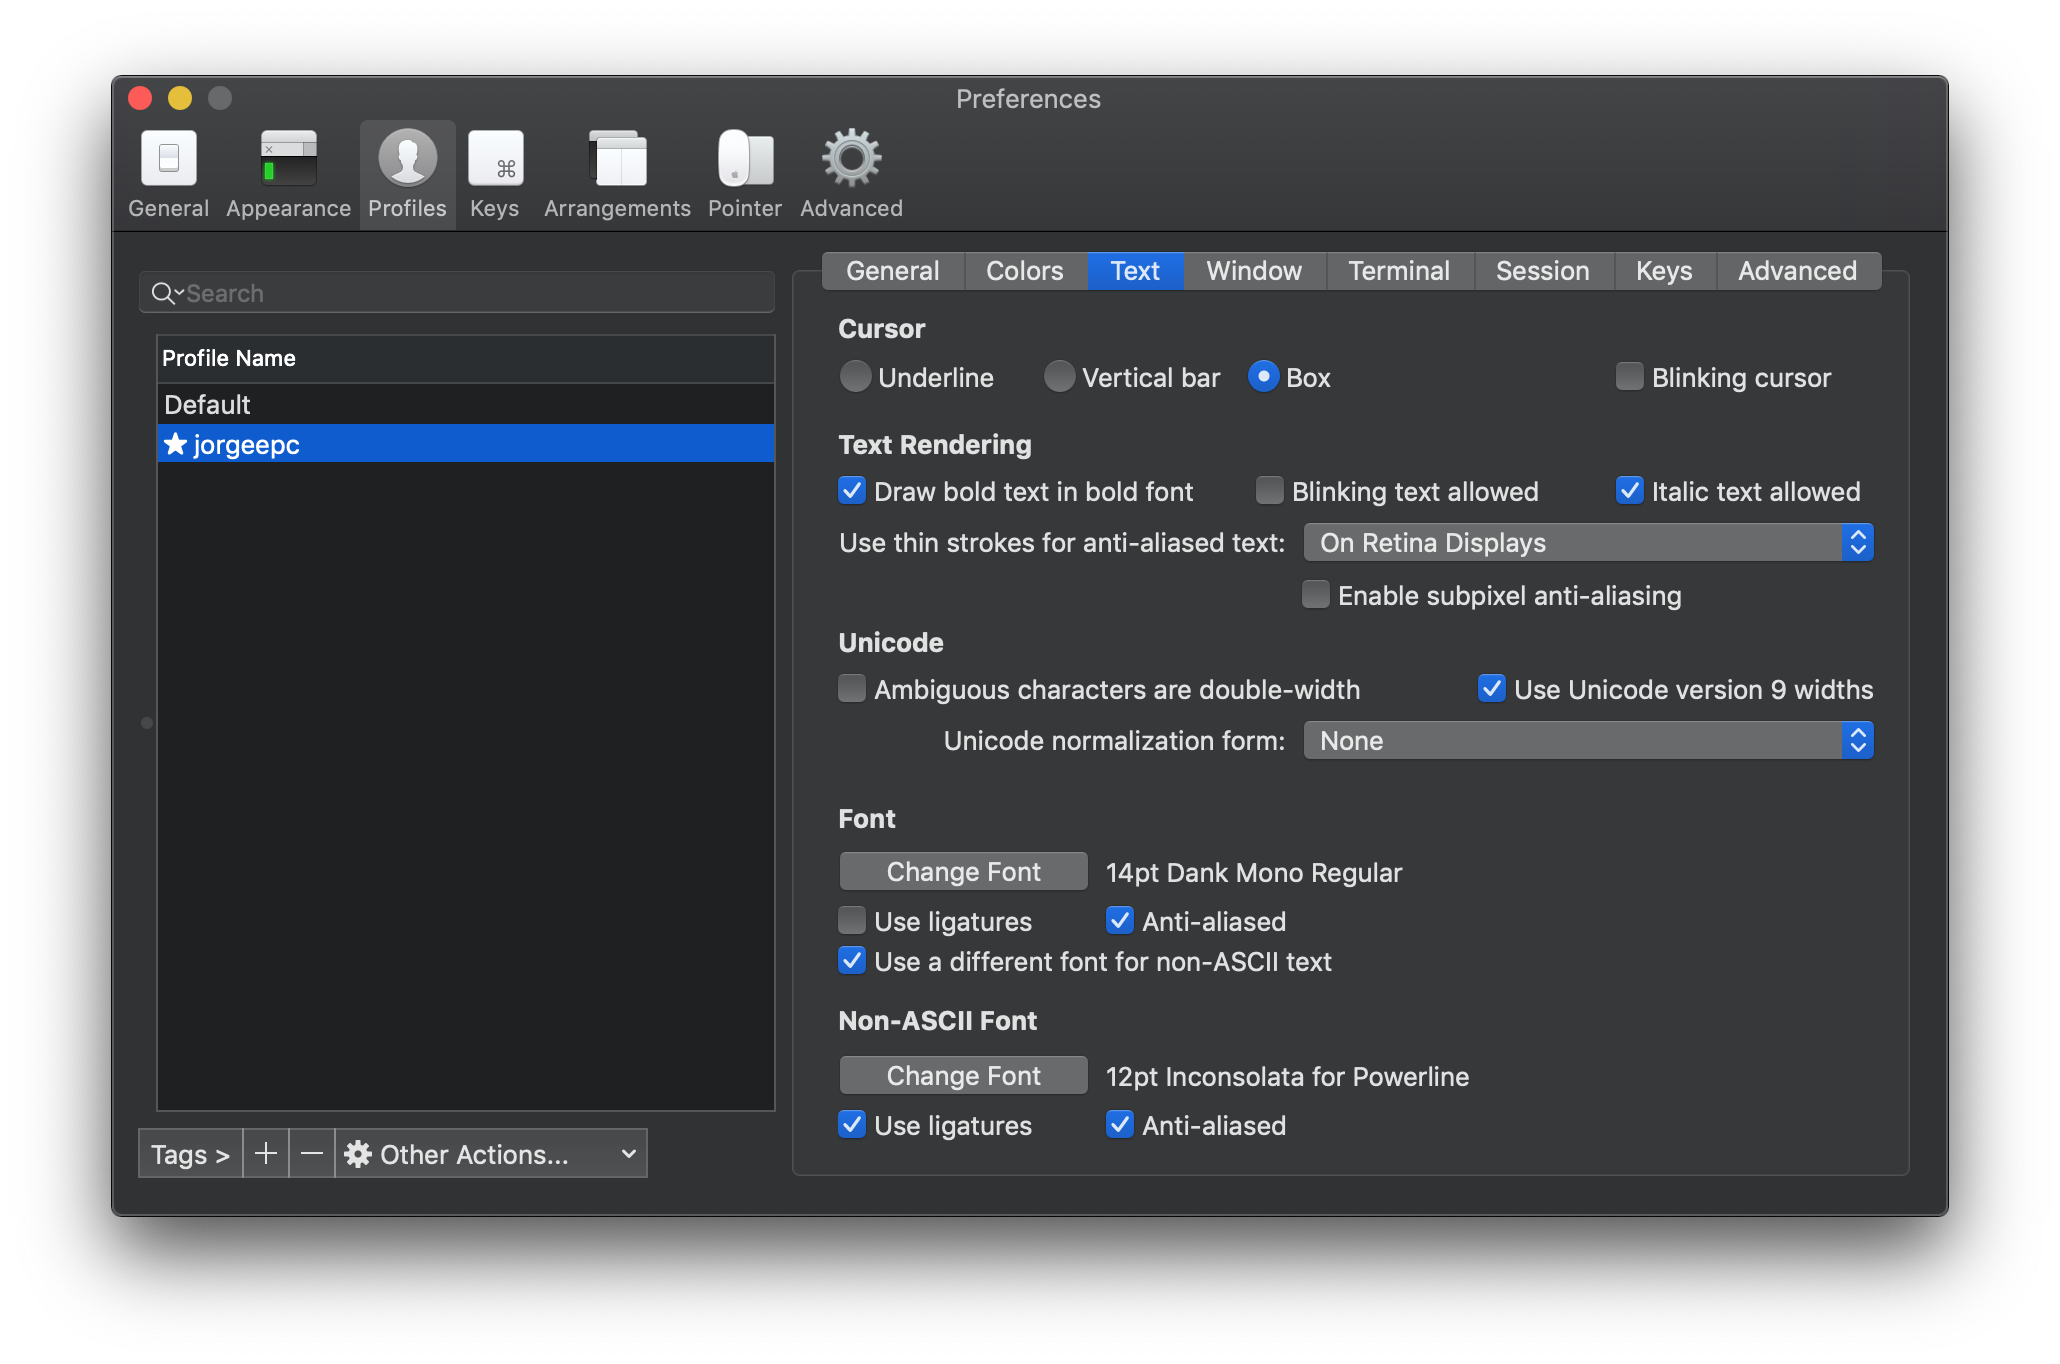 Preferences
General Appearance Profiles Keys Arrangements Pointer Advanced
Search
Profile Name
Default
jorgeepc
Tags > + − Other Actions...
General Colors Text Window Terminal Session Keys Advanced
Cursor
Underline Vertical bar Box Blinking cursor
Text Rendering
Draw bold text in bold font Blinking text allowed Italic text allowed
Use thin strokes for anti-aliased text: On Retina Displays
Enable subpixel anti-aliasing
Unicode
Ambiguous characters are double-width Use Unicode version 9 widths
Unicode normalization form: None
Font
Change Font 14pt Dank Mono Regular
Use ligatures Anti-aliased
Use a different font for non-ASCII text
Non-ASCII Font
Change Font 12pt Inconsolata for Powerline
Use ligatures Anti-aliased